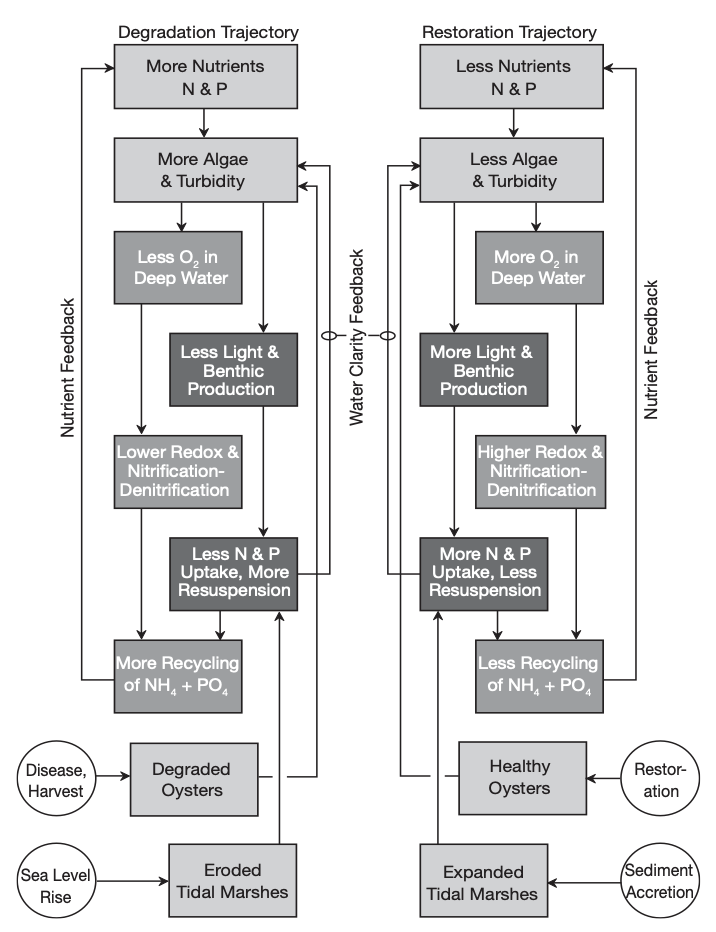 Degradation Trajectory
More Nutrients
N & P
More Algae
& Turbidity
Less O₂ in
Deep Water
Less Light &
Benthic
Production
Lower Redox &
Nitrification-
Denitrification
Less N & P
Uptake, More
Resuspension
More Recycling
of NH₄ + PO₄
Nutrient Feedback
Disease,
Harvest
Degraded
Oysters
Sea Level
Rise
Eroded
Tidal Marshes
Water Clarity Feedback
Restoration Trajectory
Less Nutrients
N & P
Less Algae
& Turbidity
More O₂ in
Deep Water
More Light &
Benthic
Production
Higher Redox &
Nitrification-
Denitrification
More N & P
Uptake, Less
Resuspension
Less Recycling
of NH₄ + PO₄
Nutrient Feedback
Healthy
Oysters
Restor-
ation
Expanded
Tidal Marshes
Sediment
Accretion